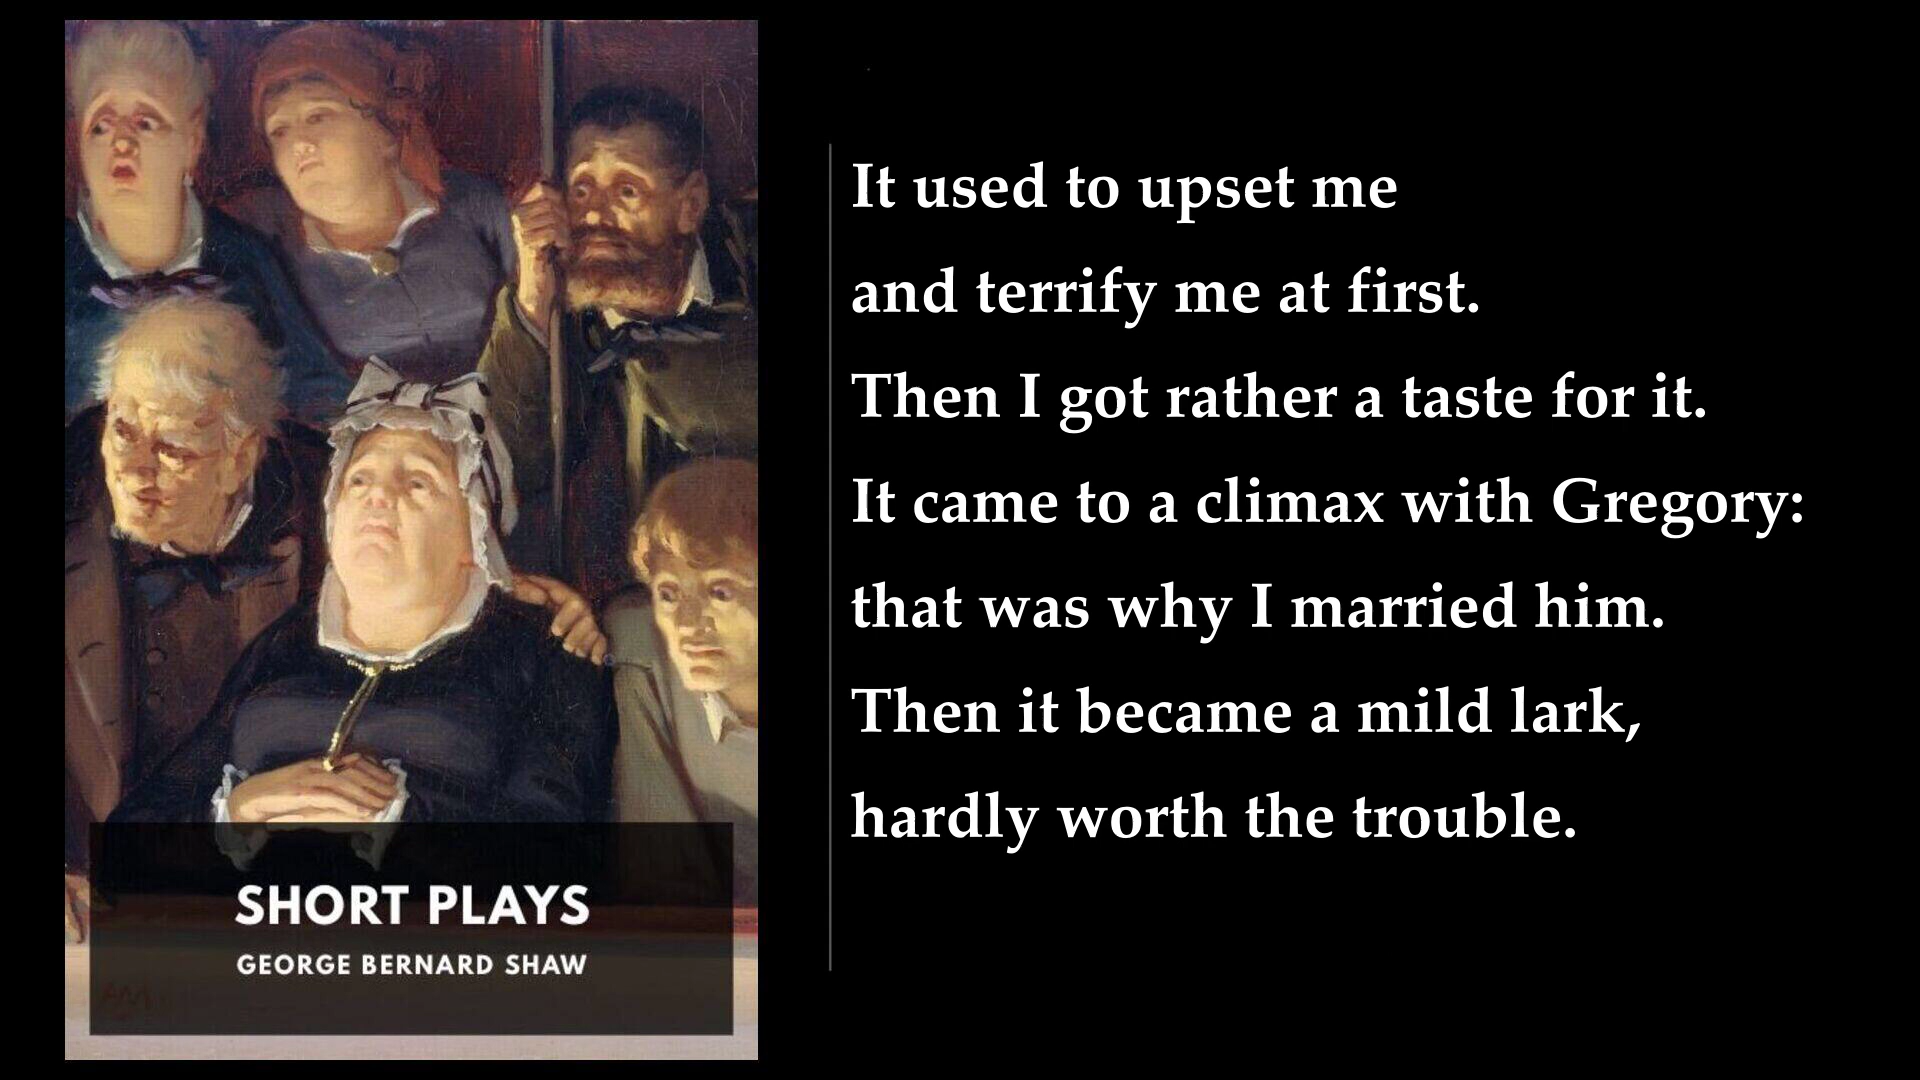 SHORT PLAYS
GEORGE BERNARD SHAW
It used to upset me
and terrify me at first.
Then I got rather a taste for it.
It came to a climax with Gregory:
that was why I married him.
Then it became a mild lark,
hardly worth the trouble.